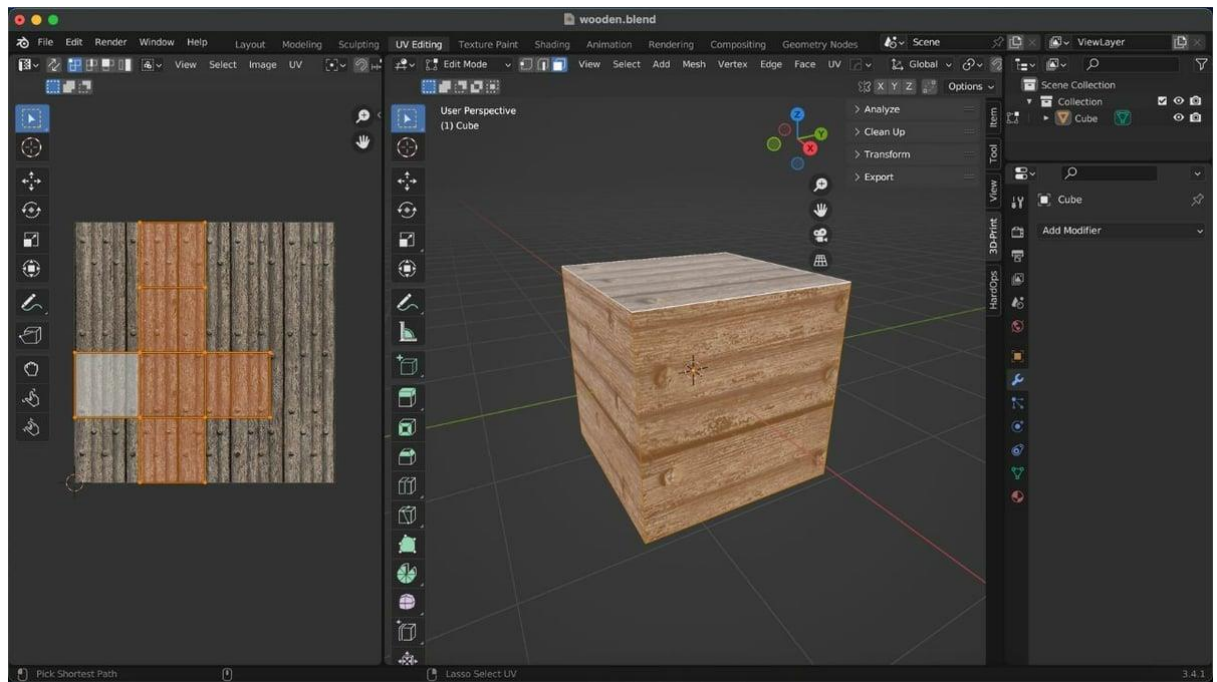 wooden.blend
File Edit Render Window Help Layout Modeling Sculpting UV Editing Texture Paint Shading Animation Rendering Compositing Geometry Nodes Scene ViewLayer
View Select Image UV Edit Mode View Select Add Mesh Vertex Edge Face UV Global
X Y Z Options
User Perspective
(1) Cube
Z
Y
X
Analyze
Clean Up
Transform
Export
Item
Tool
View
3D-Print
HardOps
Scene Collection
Collection
Cube
Cube
Add Modifier
Pick Shortest Path Lasso Select UV 3.4.1